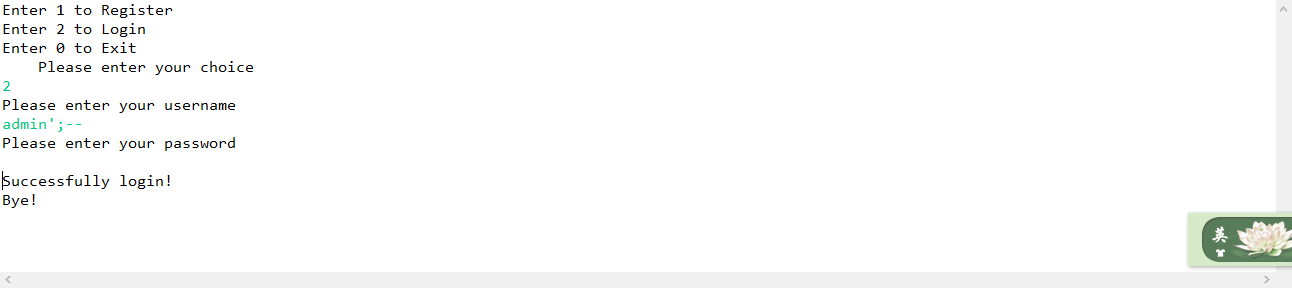 Enter 1 to Register
Enter 2 to Login
Enter 0 to Exit
    Please enter your choice
2
Please enter your username
admin';--
Please enter your password
Successfully login!
Bye!
英